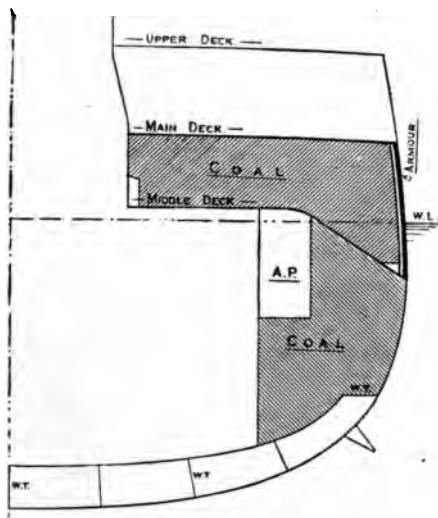 — UPPER DECK. —
— MAIN DECK —
COAL
ARMOUR
— MIDDLE DECK —
W.L.
A.P.
COAL
W.T.
W.T.
W.T.